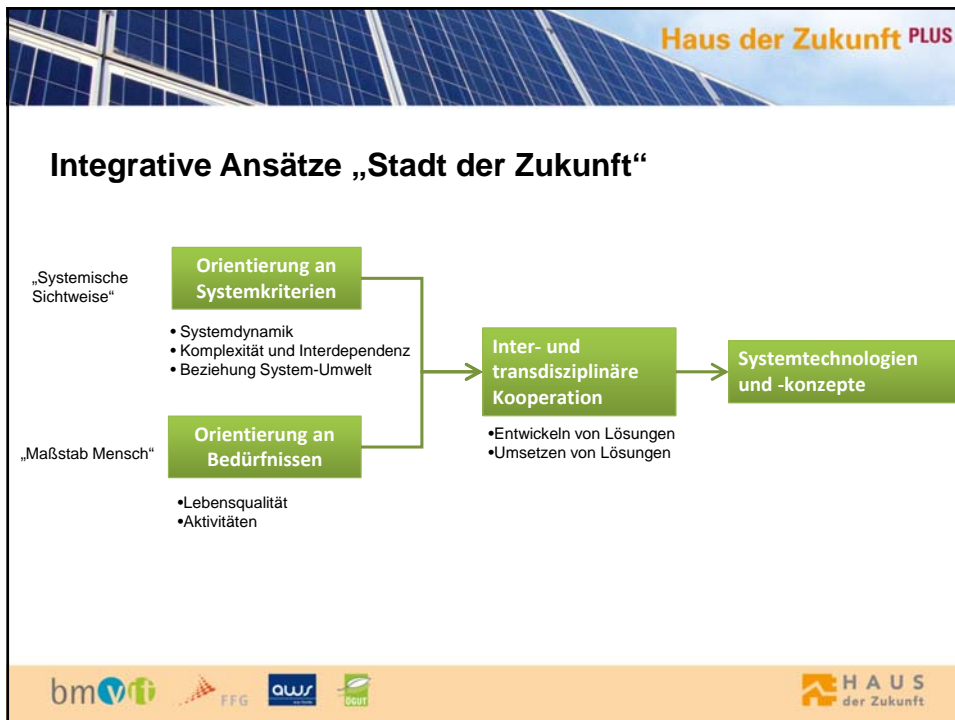 Haus der Zukunft PLUS
Integrative Ansätze „Stadt der Zukunft“
„Systemische
Sichtweise“
Orientierung an
Systemkriterien
• Systemdynamik
• Komplexität und Interdependenz
• Beziehung System-Umwelt
„Maßstab Mensch“
Orientierung an
Bedürfnissen
•Lebensqualität
•Aktivitäten
Inter- und
transdisziplinäre
Kooperation
•Entwickeln von Lösungen
•Umsetzen von Lösungen
Systemtechnologien
und -konzepte
bmvit
FFG
aws
ÖGUT
HAUS
der Zukunft